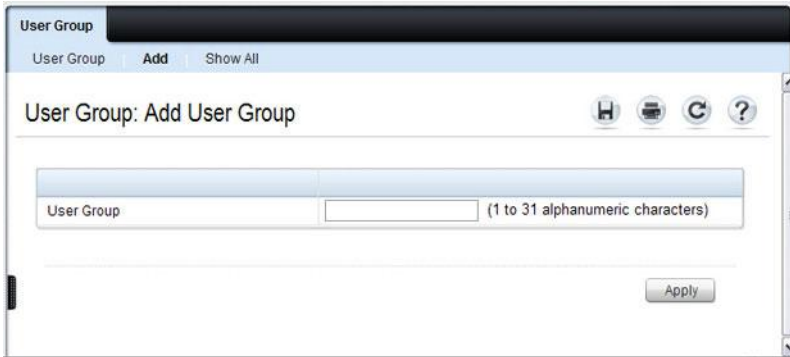 User Group
User Group Add Show All
User Group: Add User Group
User Group (1 to 31 alphanumeric characters)
Apply